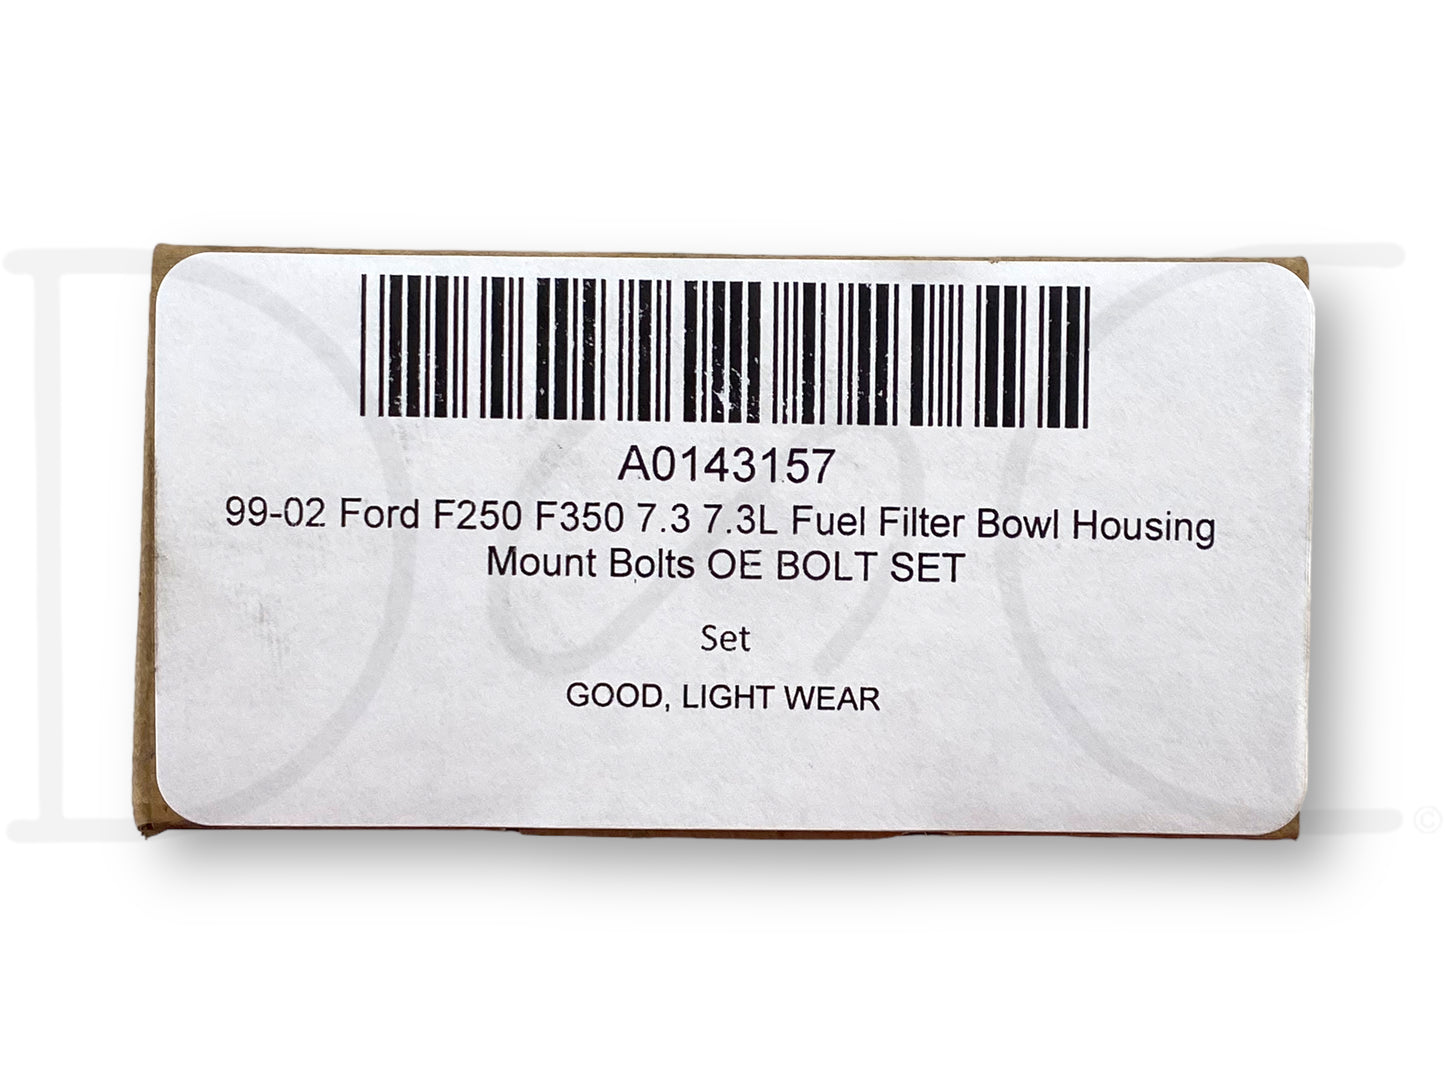 A0143157
99-02 Ford F250 F350 7.3 7.3L Fuel Filter Bowl Housing
Mount Bolts OE BOLT SET
Set
GOOD, LIGHT WEAR
©